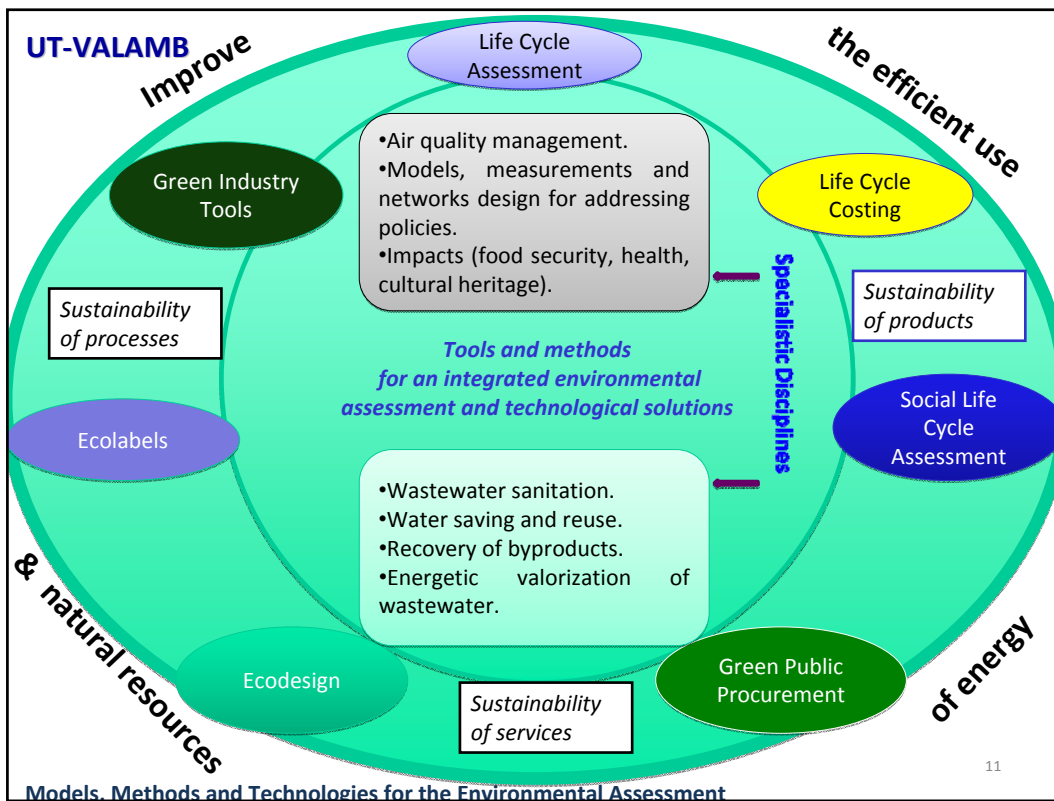 UT-VALAMB
Improve
the efficient use
of energy
& natural resources
Life Cycle
Assessment
•Air quality management.
•Models, measurements and
networks design for addressing
policies.
•Impacts (food security, health,
cultural heritage).
Green Industry
Tools
Life Cycle
Costing
Specialistic Disciplines
Sustainability
of processes
Sustainability
of products
Tools and methods
for an integrated environmental
assessment and technological solutions
Ecolabels
Social Life
Cycle
Assessment
•Wastewater sanitation.
•Water saving and reuse.
•Recovery of byproducts.
•Energetic valorization of
wastewater.
Ecodesign
Sustainability
of services
Green Public
Procurement
11
Models, Methods and Technologies for the Environmental Assessment